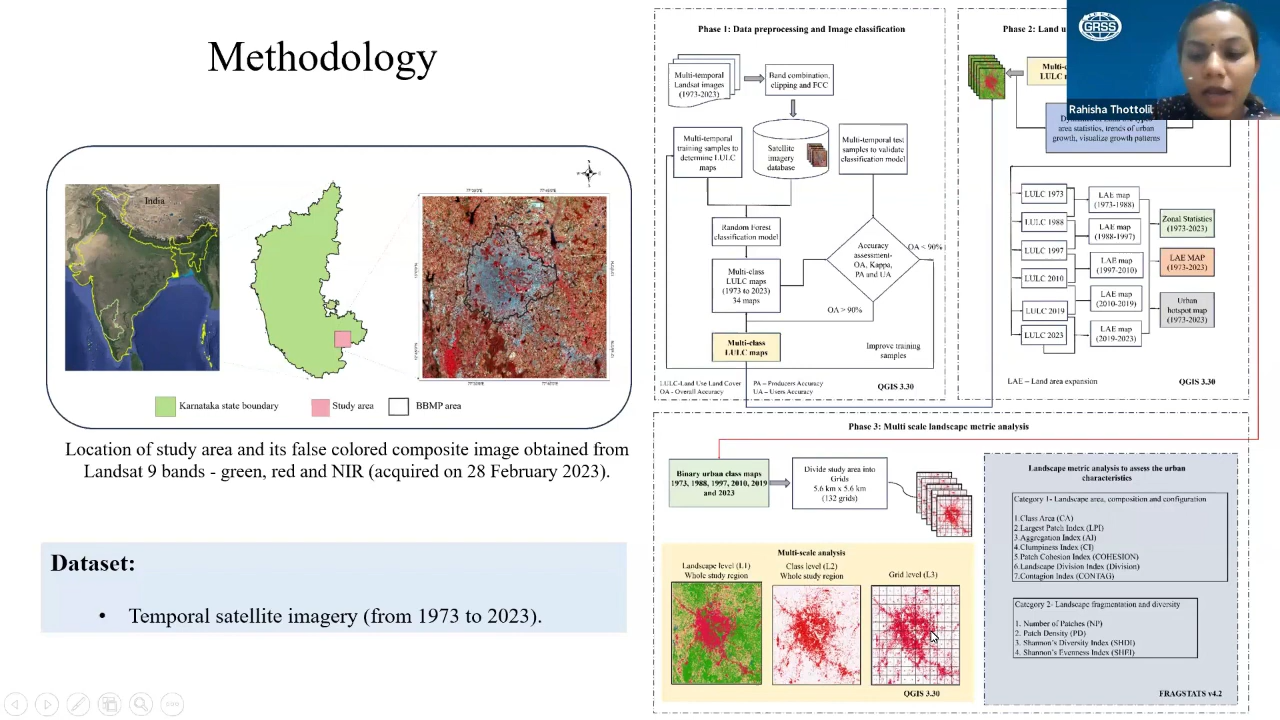 Methodology
India
Karnataka state boundary
Study area
BBMP area
Location of study area and its false colored composite image obtained from
Landsat 9 bands - green, red and NIR (acquired on 28 February 2023).
Dataset:
• Temporal satellite imagery (from 1973 to 2023).
Phase 1: Data preprocessing and Image classification
Multi-temporal
Landsat images
(1973-2023)
Band combination,
clipping and FCC
Multi-temporal
training samples to
determine LULC
maps
Satellite
imagery
database
Multi-temporal test
samples to validate
classification model
Random Forest
classification model
Multi-class
LULC maps
(1973 to 2023)
34 maps
Accuracy
assessment-
OA, Kappa,
PA and UA
OA < 90%
OA > 90%
Multi-class
LULC maps
Improve training
samples
LULC-Land Use Land Cover
OA - Overall Accuracy
PA – Producers Accuracy
UA – Users Accuracy
QGIS 3.30
Phase 2: Land u
GRSS
Rahisha Thottolil
area statistics, trends of urban
growth, visualize growth patterns
LULC 1973
LULC 1988
LULC 1997
LULC 2010
LULC 2019
LULC 2023
LAE map
(1973-1988)
LAE map
(1988-1997)
LAE map
(1997-2010)
LAE map
(2010-2019)
LAE map
(2019-2023)
Zonal Statistics
(1973-2023)
LAE MAP
(1973-2023)
Urban
hotspot map
(1973-2023)
LAE – Land area expansion
QGIS 3.30
Phase 3: Multi scale landscape metric analysis
Binary urban class maps
1973, 1988, 1997, 2010, 2019
and 2023
Divide study area into
Grids
5.6 km x 5.6 km
(132 grids)
Multi-scale analysis
Landscape level (L1)
Whole study region
Class level (L2)
Whole study region
Grid level (L3)
QGIS 3.30
Landscape metric analysis to assess the urban
characteristics
Category 1- Landscape area, composition and configuration
1.Class Area (CA)
2.Largest Patch Index (LPI)
3.Aggregation Index (AI)
4.Clumpiness Index (CI)
5.Patch Cohesion Index (COHESION)
6.Landscape Division Index (Division)
7.Contagion Index (CONTAG)
Category 2- Landscape fragmentation and diversity
1. Number of Patches (NP)
2. Patch Density (PD)
3. Shannon's Diversity Index (SHDI)
4. Shannon's Evenness Index (SHEI)
FRAGSTATS v4.2